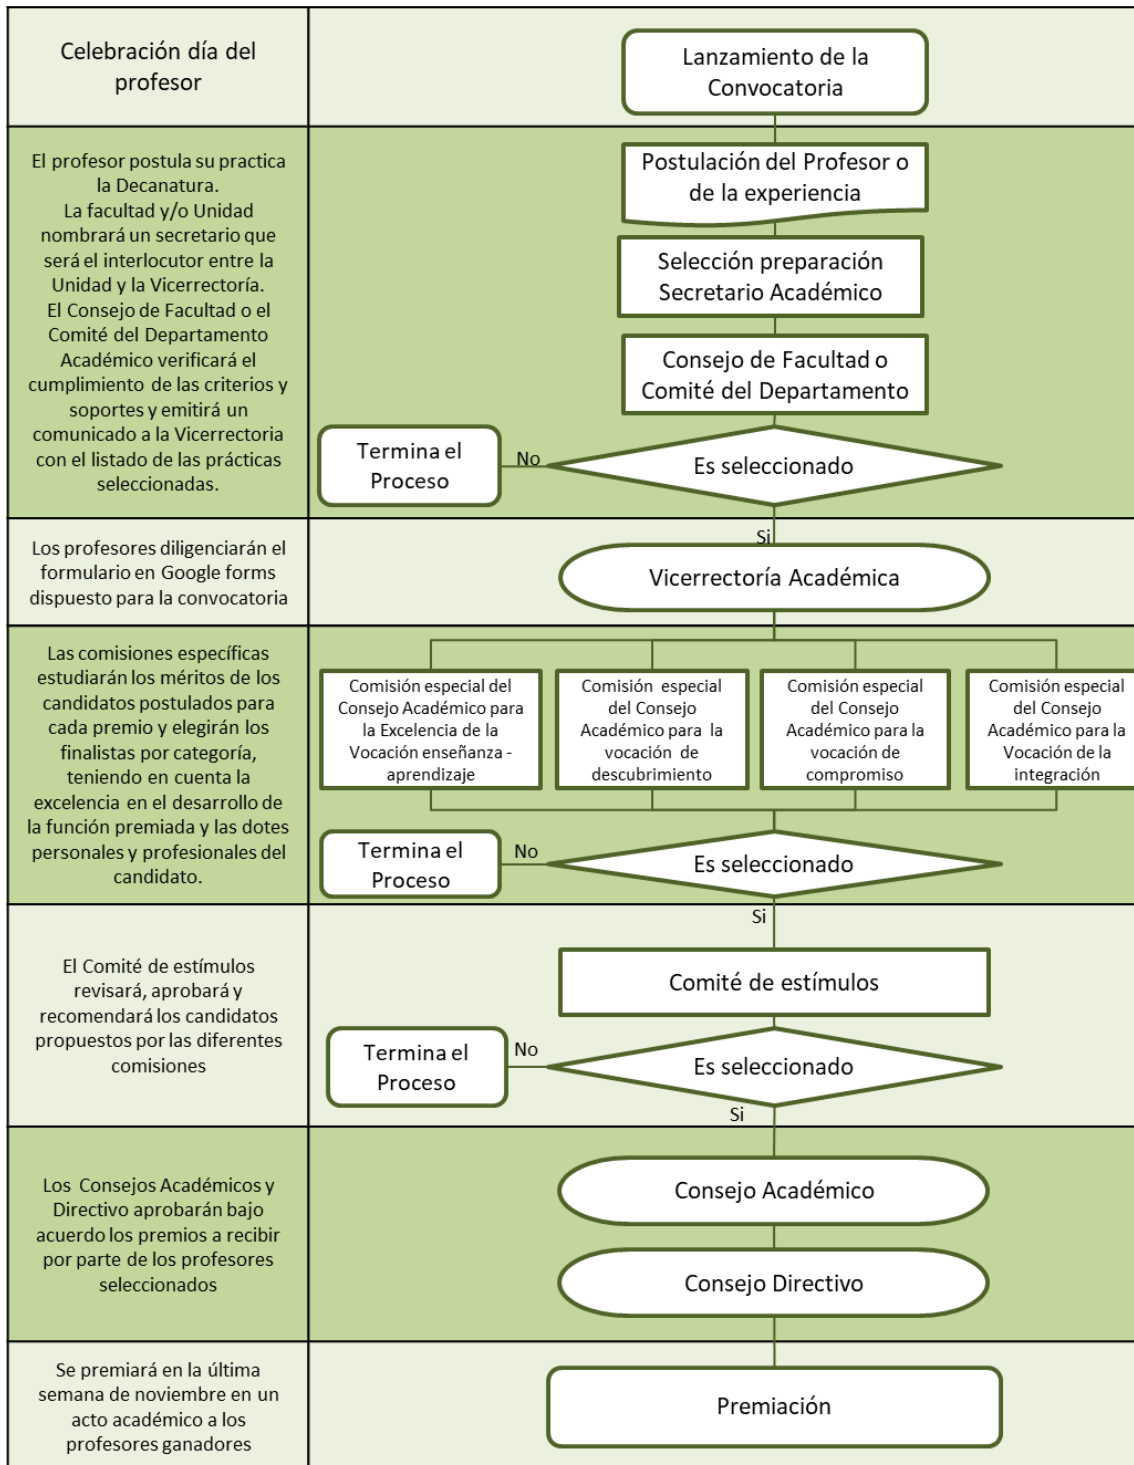 Celebración día del
profesor
Lanzamiento de la
Convocatoria
El profesor postula su practica
la Decanatura.
La facultad y/o Unidad
nombrará un secretario que
será el interlocutor entre la
Unidad y la Vicerrectoría.
El Consejo de Facultad o el
Comité del Departamento
Académico verificará el
cumplimiento de las criterios y
soportes y emitirá un
comunicado a la Vicerrectoria
con el listado de las prácticas
seleccionadas.
Postulación del Profesor o
de la experiencia
Selección preparación
Secretario Académico
Consejo de Facultad o
Comité del Departamento
Es seleccionado
No
Termina el
Proceso
Si
Los profesores diligenciarán el
formulario en Google forms
dispuesto para la convocatoria
Vicerrectoría Académica
Las comisiones específicas
estudiarán los méritos de los
candidatos postulados para
cada premio y elegirán los
finalistas por categoría,
teniendo en cuenta la
excelencia en el desarrollo de
la función premiada y las dotes
personales y profesionales del
candidato.
Comisión especial del
Consejo Académico para
la Excelencia de la
Vocación enseñanza -
aprendizaje
Comisión especial
del Consejo
Académico para la
vocación de
descubrimiento
Comisión especial
del Consejo
Académico para la
vocación de
compromiso
Comisión especial
del Consejo
Académico para la
Vocación de la
integración
Es seleccionado
No
Termina el
Proceso
Si
El Comité de estímulos
revisará, aprobará y
recomendará los candidatos
propuestos por las diferentes
comisiones
Comité de estímulos
Es seleccionado
No
Termina el
Proceso
Si
Los Consejos Académicos y
Directivo aprobarán bajo
acuerdo los premios a recibir
por parte de los profesores
seleccionados
Consejo Académico
Consejo Directivo
Se premiará en la última
semana de noviembre en un
acto académico a los
profesores ganadores
Premiación